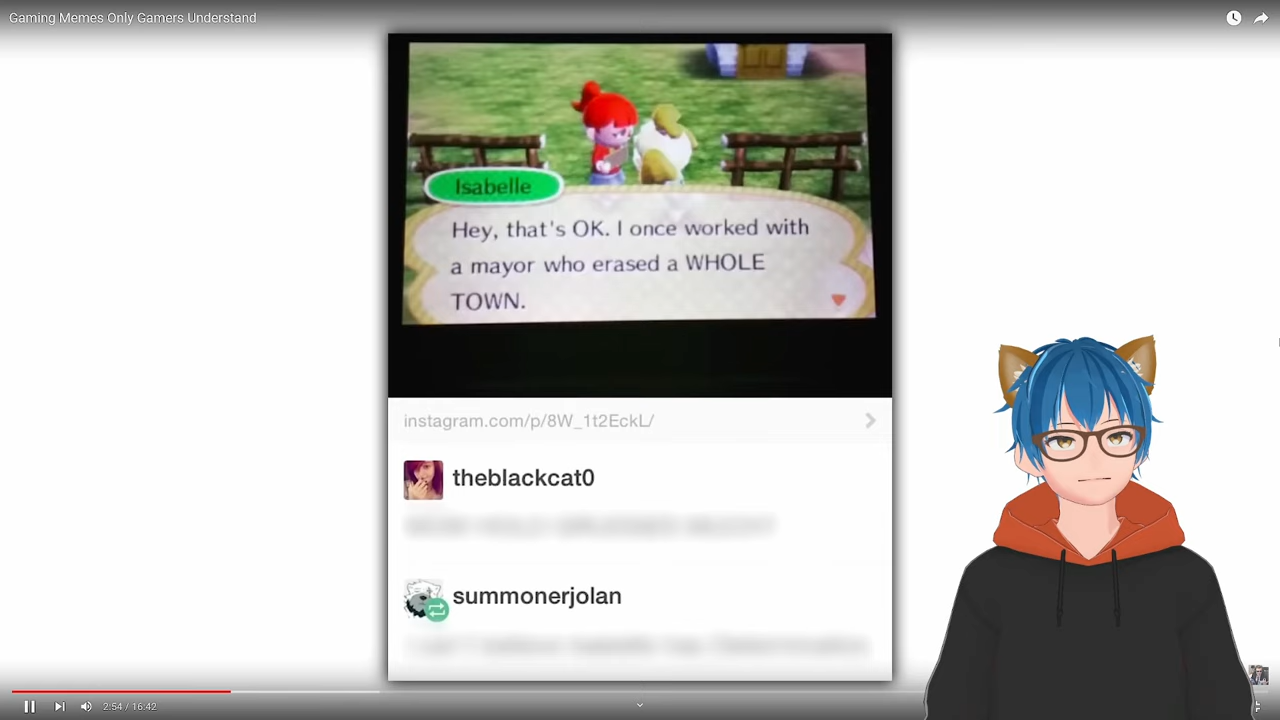 Gaming Memes Only Gamers Understand
Isabelle
Hey, that's OK. I once worked with
a mayor who erased a WHOLE
TOWN.
instagram.com/p/8W_1t2EckL/
theblackcat0
summonerjolan
2:54 / 16:42